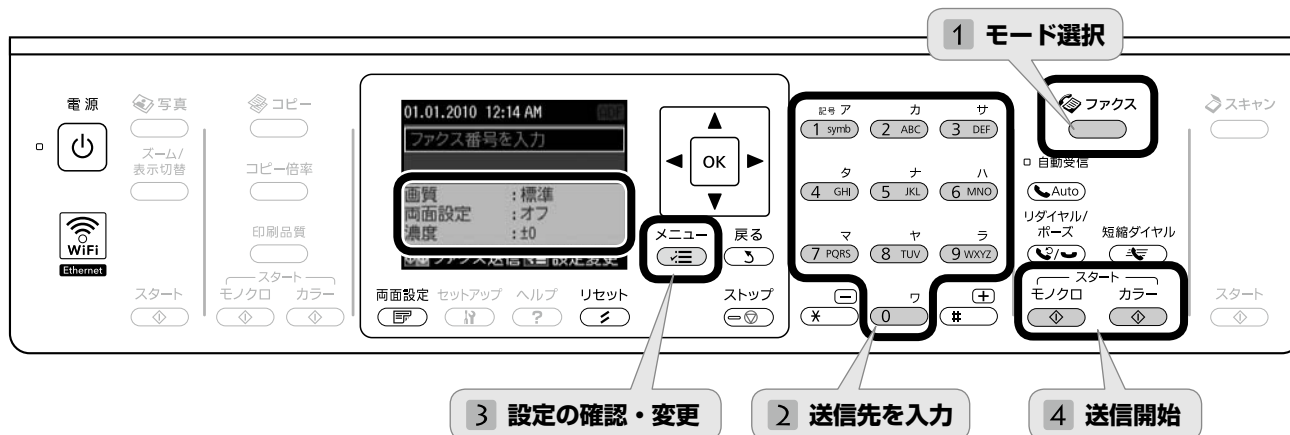 1 モード選択
電源
写真
ズーム/
表示切替
スタート
コピー
コピー倍率
印刷品質
スタート
モノクロ カラー
WiFi
Ethernet
01.01.2010 12:14 AM
ファクス番号を入力
画質 :標準
両面設定 :オフ
濃度 :±0
ファクス送信 設定変更
OK
メニュー 戻る
両面設定 セットアップ ヘルプ リセット ストップ
?
記号 ア カ サ
1 symb 2 ABC 3 DEF
タ ナ ハ
4 GHI 5 JKL 6 MNO
マ ヤ ラ
7 PQRS 8 TUV 9 WXYZ
− ワ +
* 0 #
ファクス
自動受信
Auto
リダイヤル/
ポーズ 短縮ダイヤル
スタート
モノクロ カラー
スキャン
スタート
3 設定の確認・変更
2 送信先を入力
4 送信開始